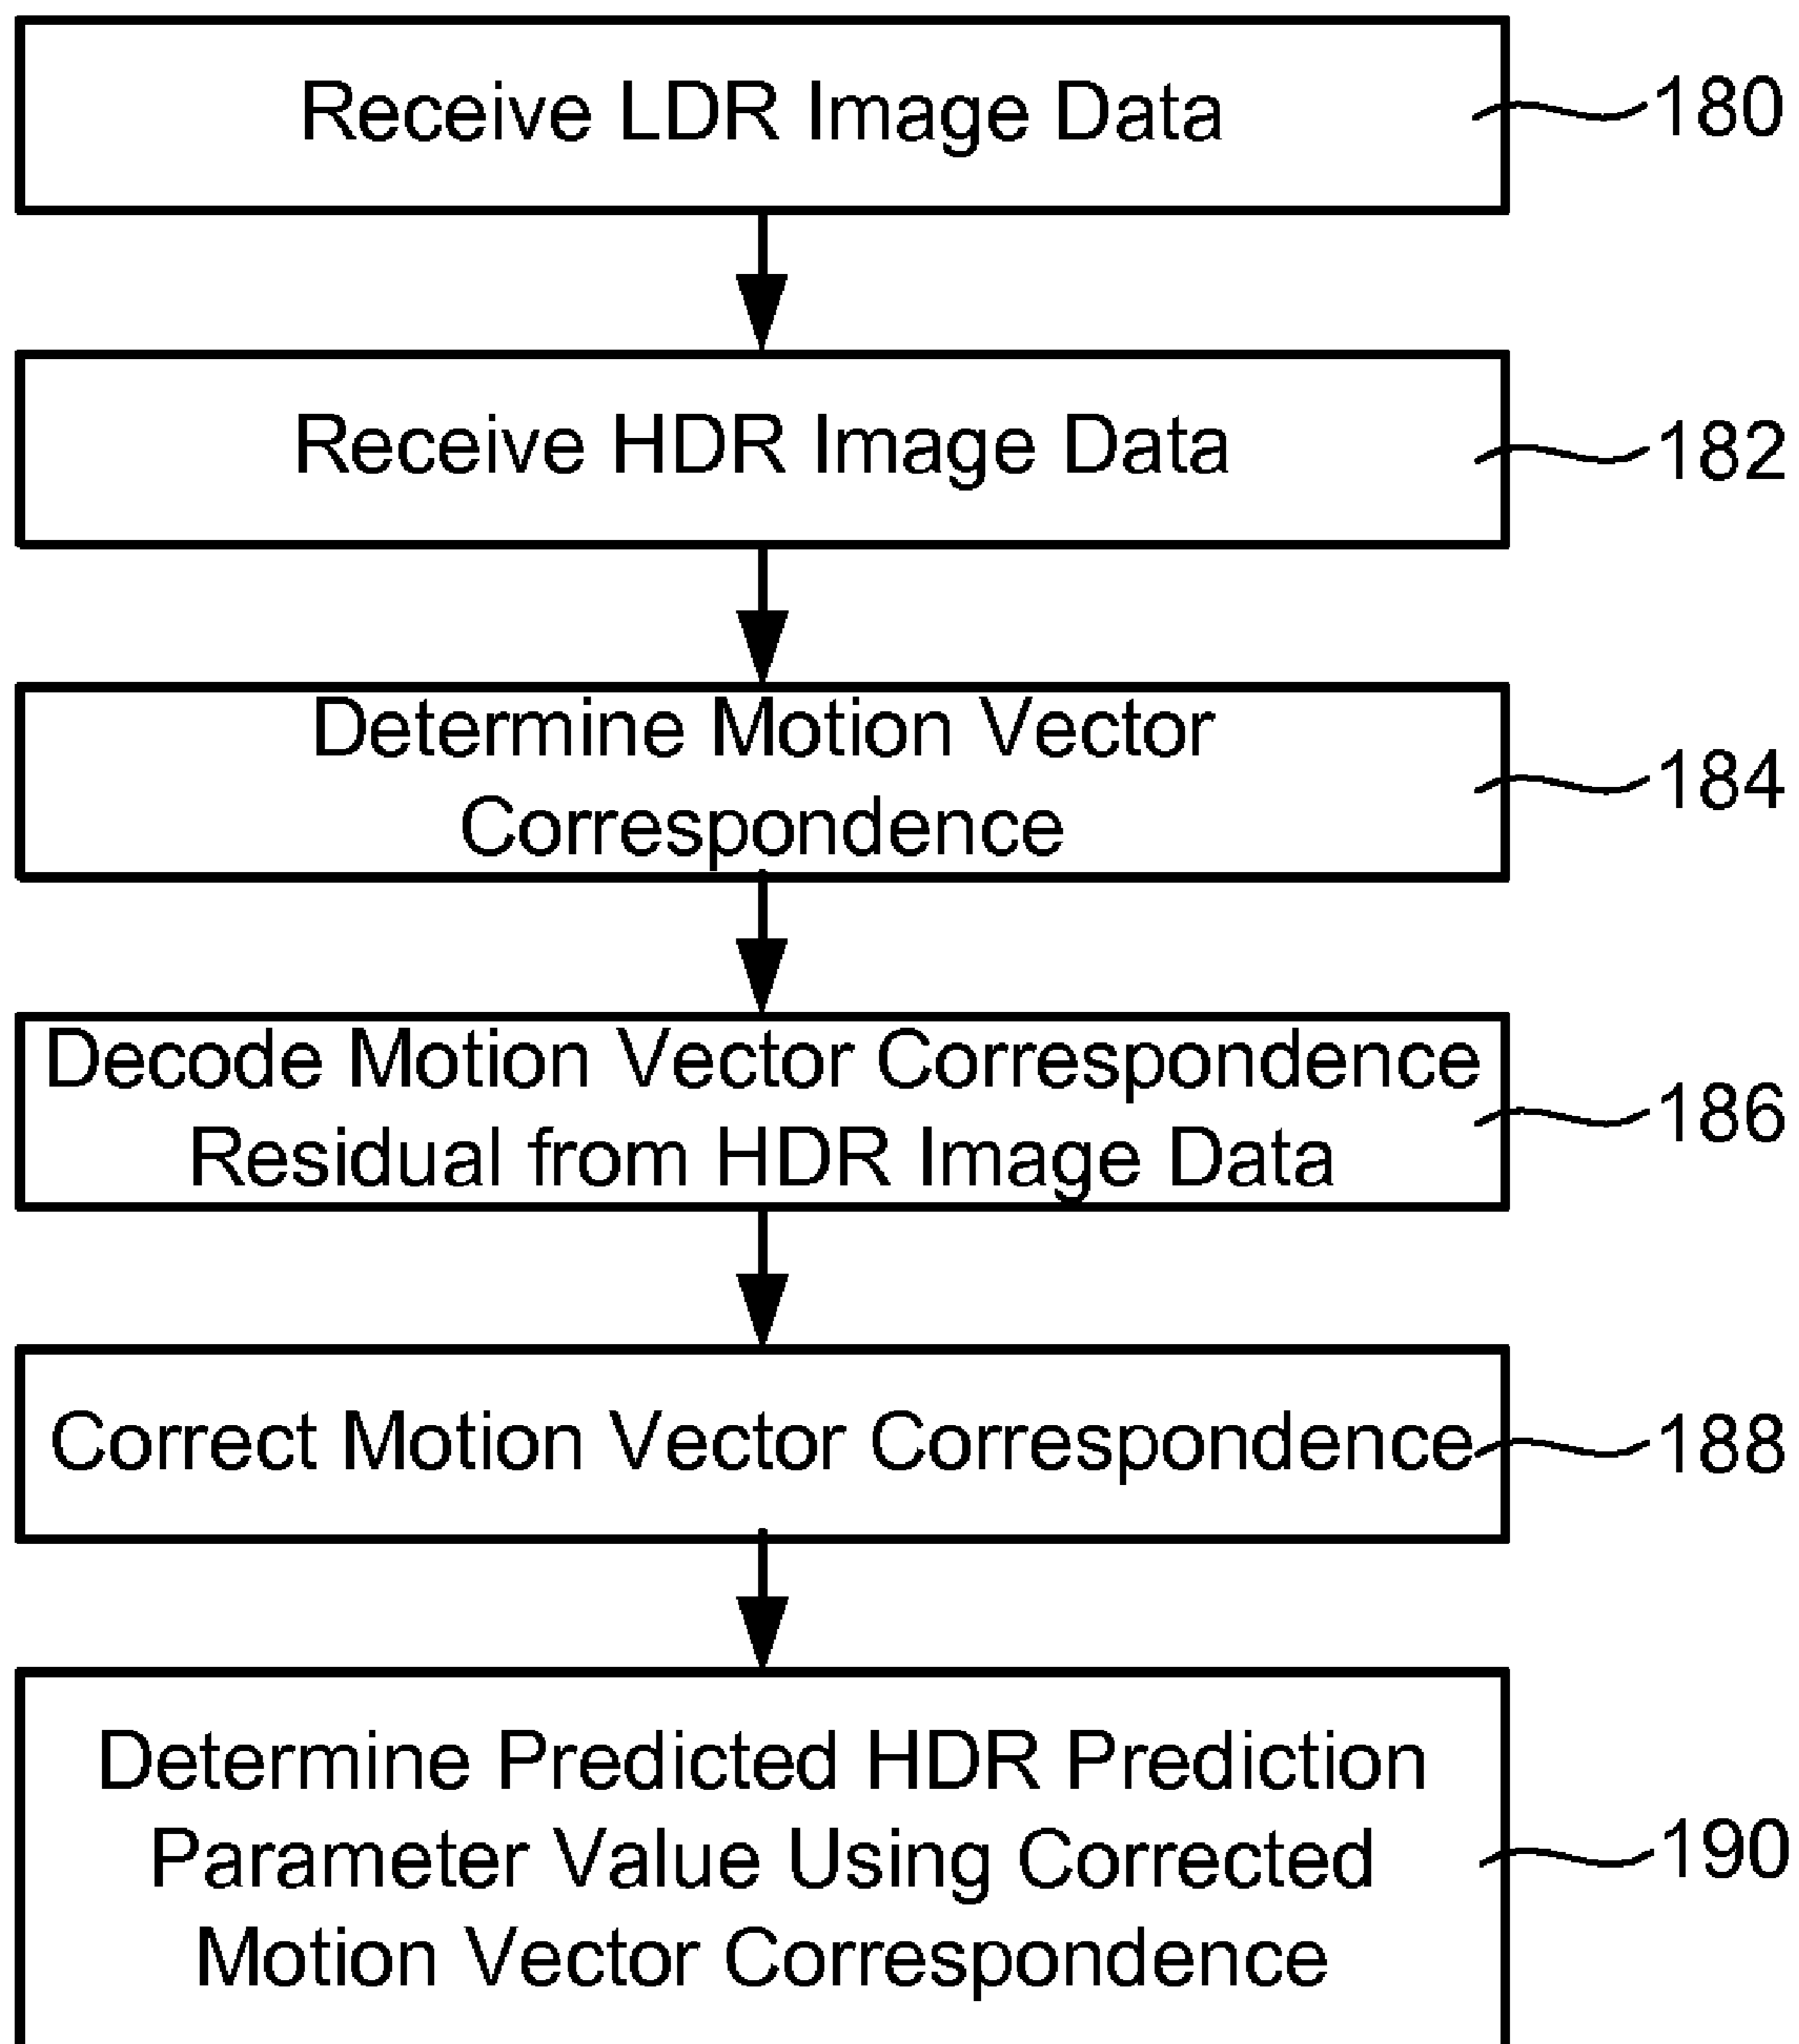 Receive LDR Image Data
180
Receive HDR Image Data
182
Determine Motion Vector
Correspondence
184
Decode Motion Vector Correspondence
Residual from HDR Image Data
186
Correct Motion Vector Correspondence
188
Determine Predicted HDR Prediction
Parameter Value Using Corrected
Motion Vector Correspondence
190